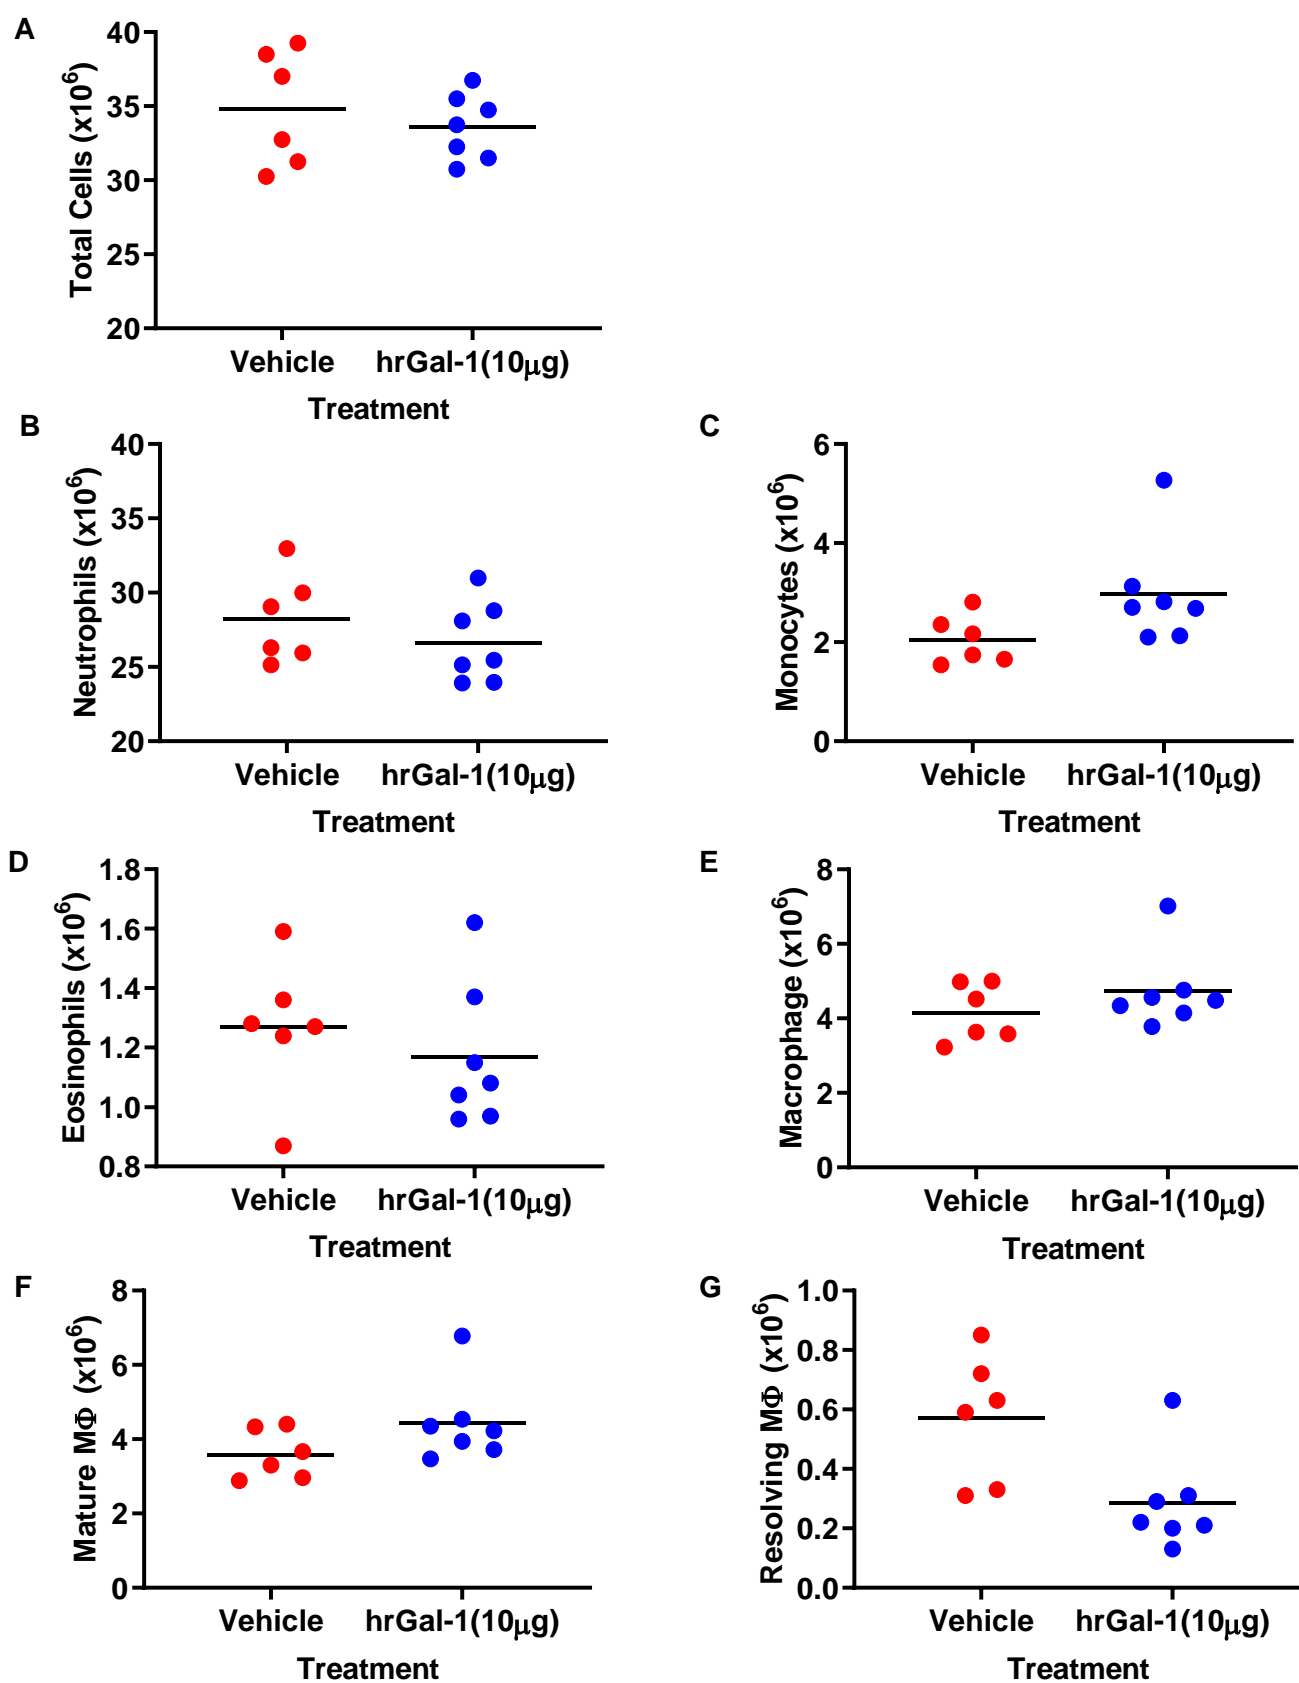 A
Total Cells (x10⁶)
40
35
30
25
20
Vehicle hrGal-1(10μg)
Treatment
B
Neutrophils (x10⁶)
40
35
30
25
20
Vehicle hrGal-1(10μg)
Treatment
C
Monocytes (x10⁶)
6
4
2
0
Vehicle hrGal-1(10μg)
Treatment
D
Eosinophils (x10⁶)
1.8
1.6
1.4
1.2
1.0
0.8
Vehicle hrGal-1(10μg)
Treatment
E
Macrophage (x10⁶)
8
6
4
2
0
Vehicle hrGal-1(10μg)
Treatment
F
Mature MΦ (x10⁶)
8
6
4
2
0
Vehicle hrGal-1(10μg)
Treatment
G
Resolving MΦ (x10⁶)
1.0
0.8
0.6
0.4
0.2
0.0
Vehicle hrGal-1(10μg)
Treatment